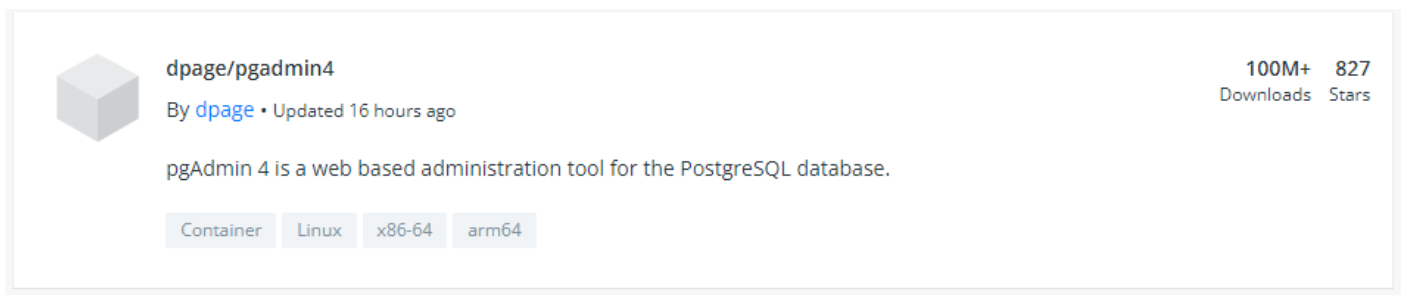 dpage/pgadmin4
100M+ 827
By dpage • Updated 16 hours ago
Downloads Stars
pgAdmin 4 is a web based administration tool for the PostgreSQL database.
Container Linux x86-64 arm64